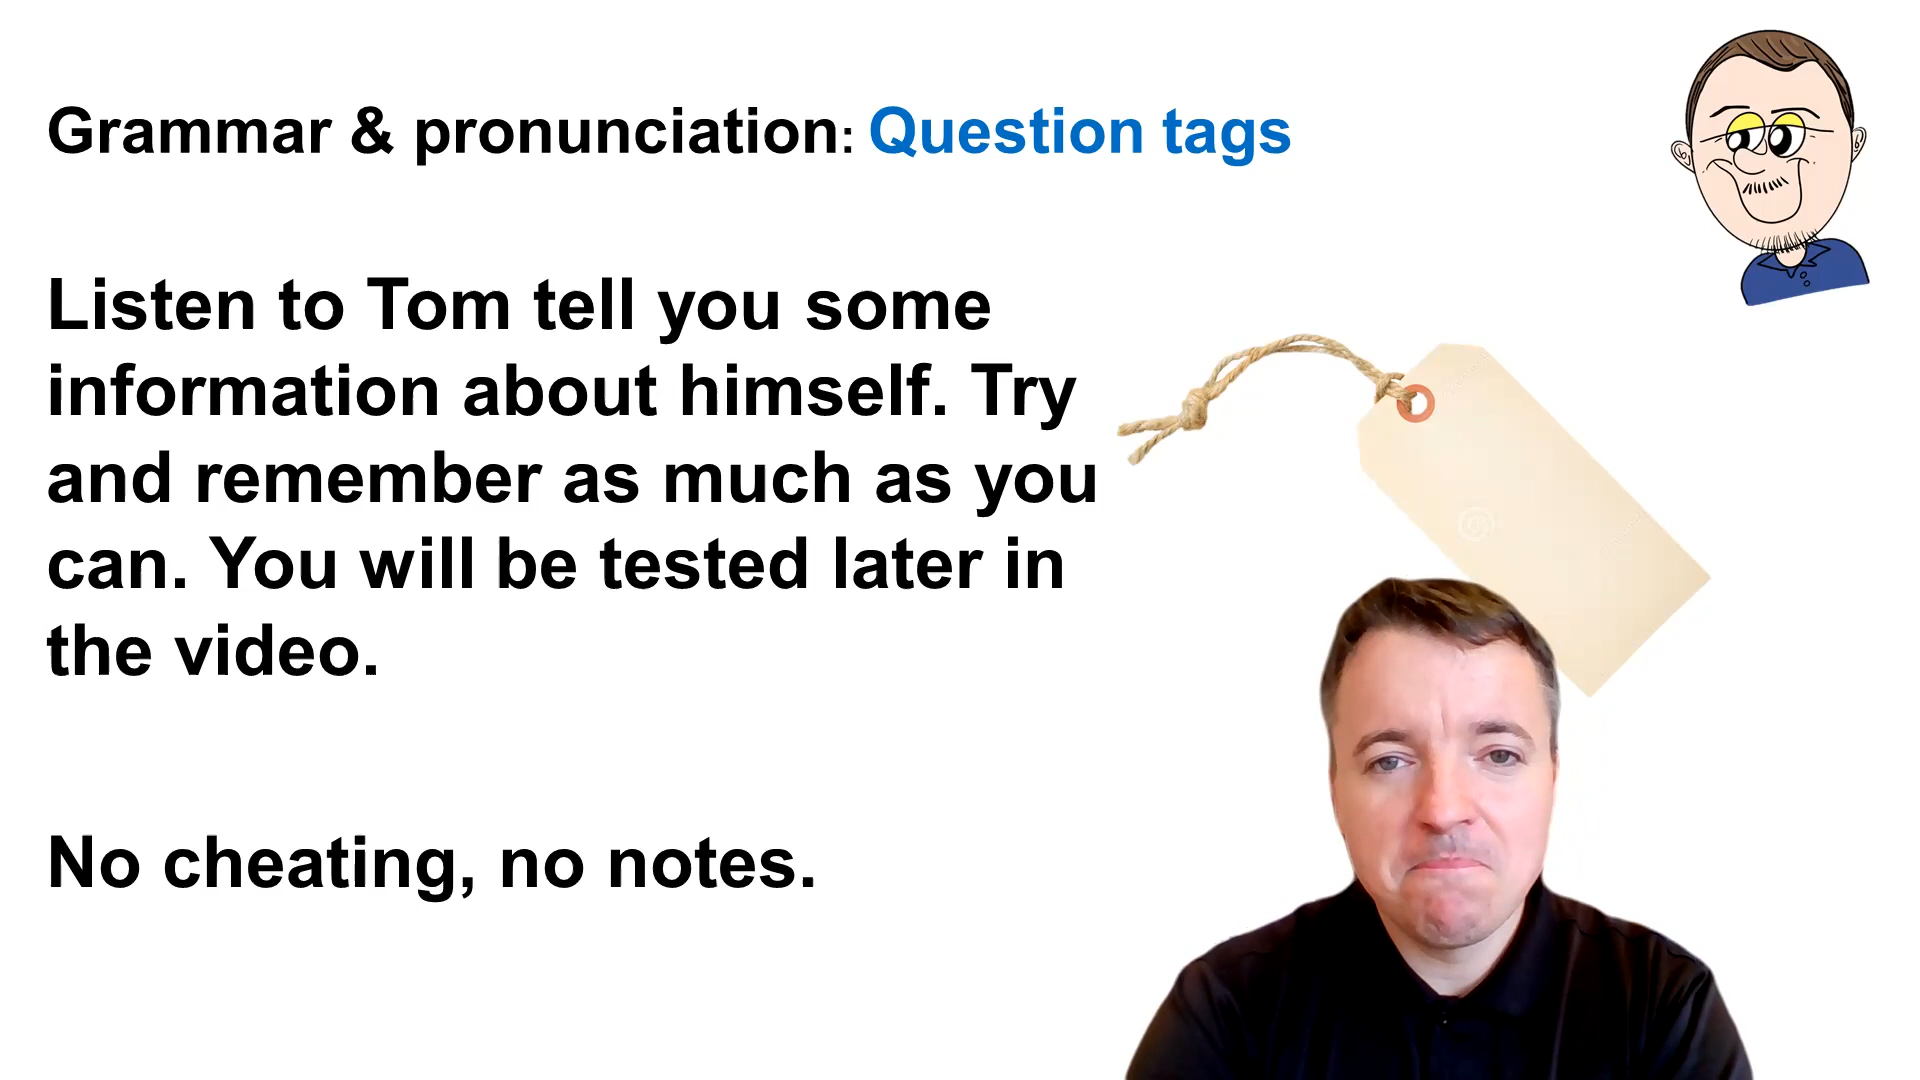 Grammar & pronunciation: Question tags
Listen to Tom tell you some
information about himself. Try
and remember as much as you
can. You will be tested later in
the video.
No cheating, no notes.